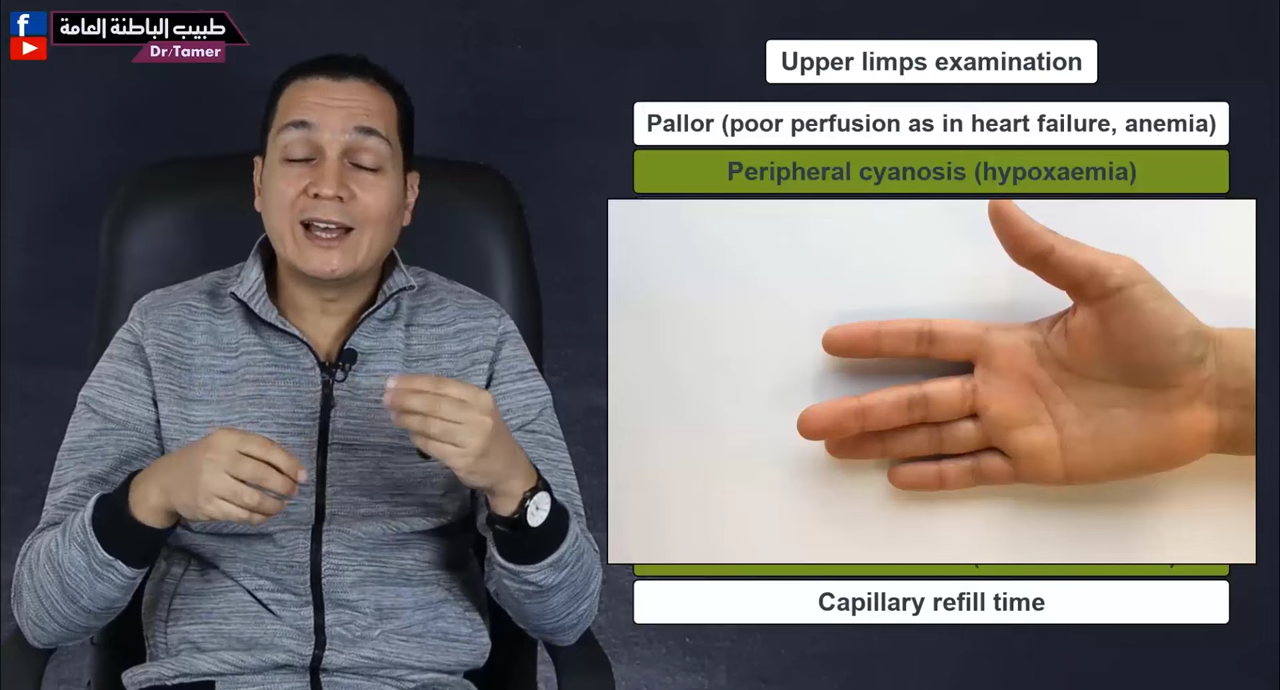 f
طبيب الباطنة العامة
Dr/Tamer
Upper limps examination
Pallor (poor perfusion as in heart failure, anemia)
Peripheral cyanosis (hypoxaemia)
Capillary refill time